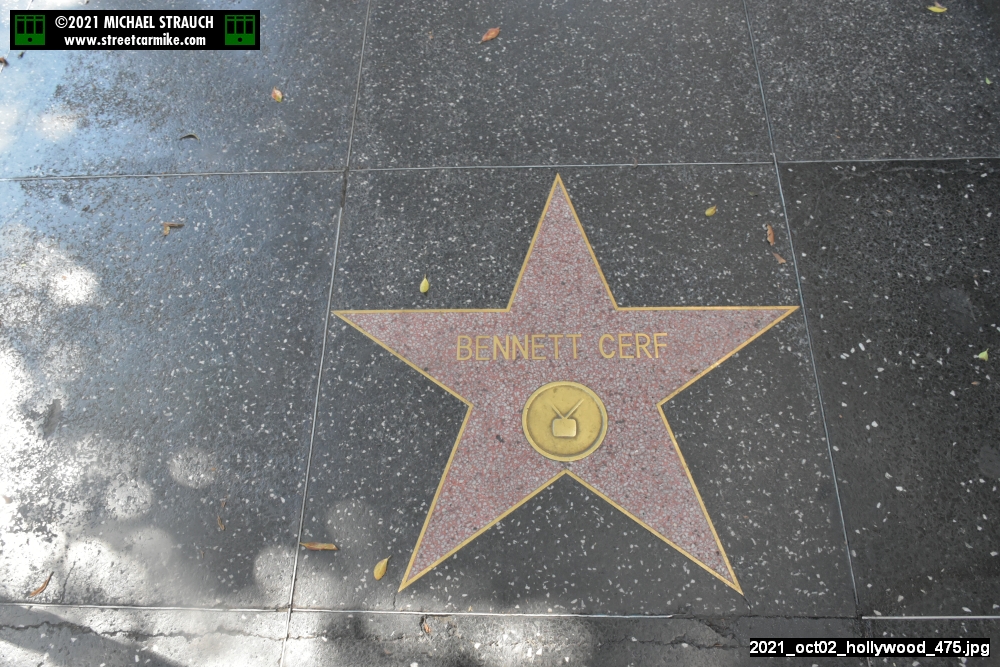 ©2021 MICHAEL STRAUCH
www.streetcarmike.com
BENNETT CERF
2021_oct02_hollywood_475.jpg